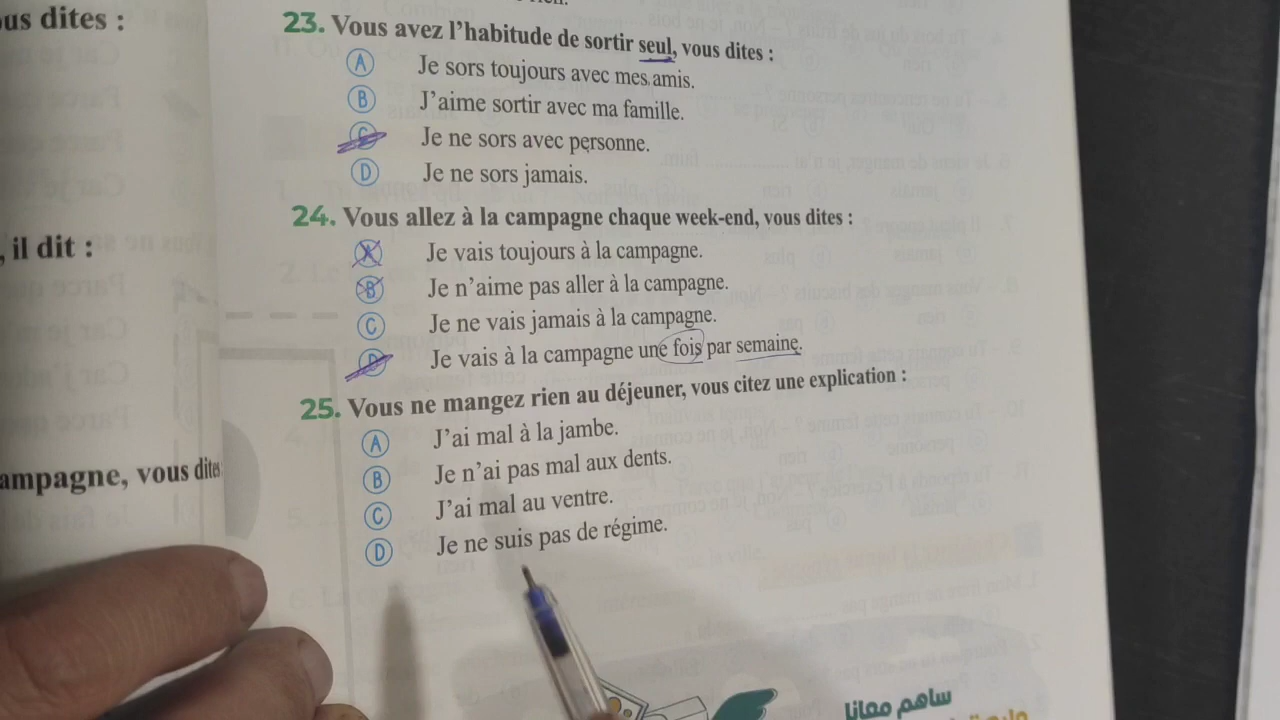 us dites :
, il dit :
ampagne, vous dites
23. Vous avez l'habitude de sortir seul, vous dites :
A Je sors toujours avec mes amis.
B J'aime sortir avec ma famille.
C Je ne sors avec personne.
D Je ne sors jamais.
24. Vous allez à la campagne chaque week-end, vous dites :
A Je vais toujours à la campagne.
B Je n'aime pas aller à la campagne.
C Je ne vais jamais à la campagne.
D Je vais à la campagne une fois par semaine.
25. Vous ne mangez rien au déjeuner, vous citez une explication :
A J'ai mal à la jambe.
B Je n'ai pas mal aux dents.
C J'ai mal au ventre.
D Je ne suis pas de régime.
ساهم معانا